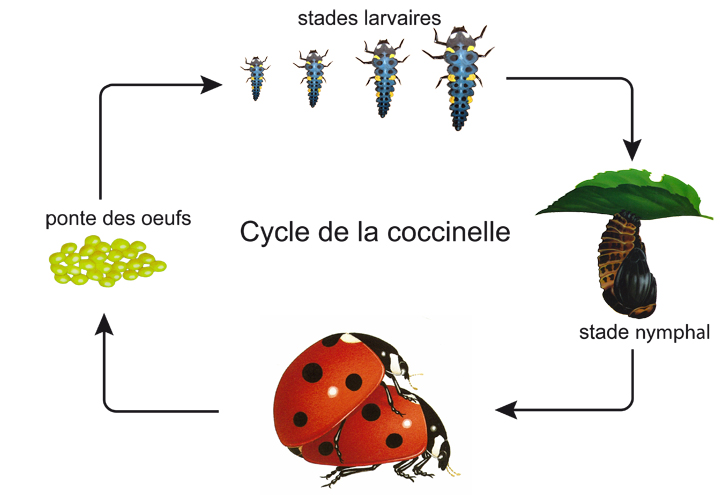 stades larvaires
ponte des oeufs
Cycle de la coccinelle
stade nymphal